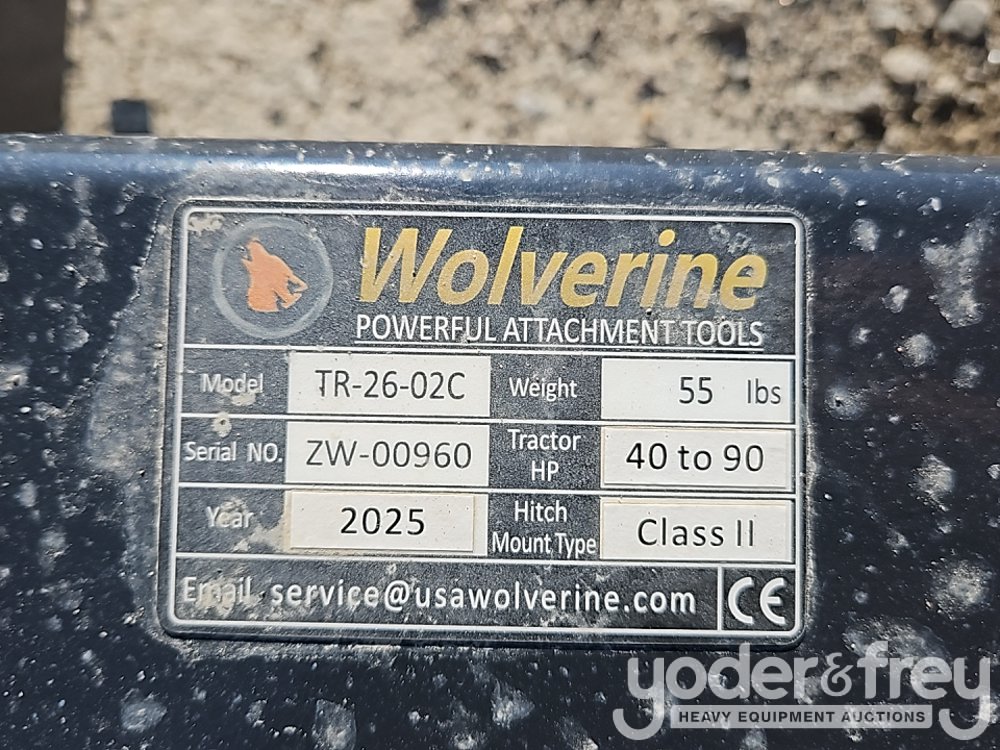 Wolverine
POWERFUL ATTACHMENT TOOLS
Model TR-26-02C Weight 55 lbs
Serial NO. ZW-00960 Tractor HP 40 to 90
Year 2025 Hitch Mount Type Class II
Email service@usawolverine.com CE
yoder&frey
HEAVY EQUIPMENT AUCTIONS